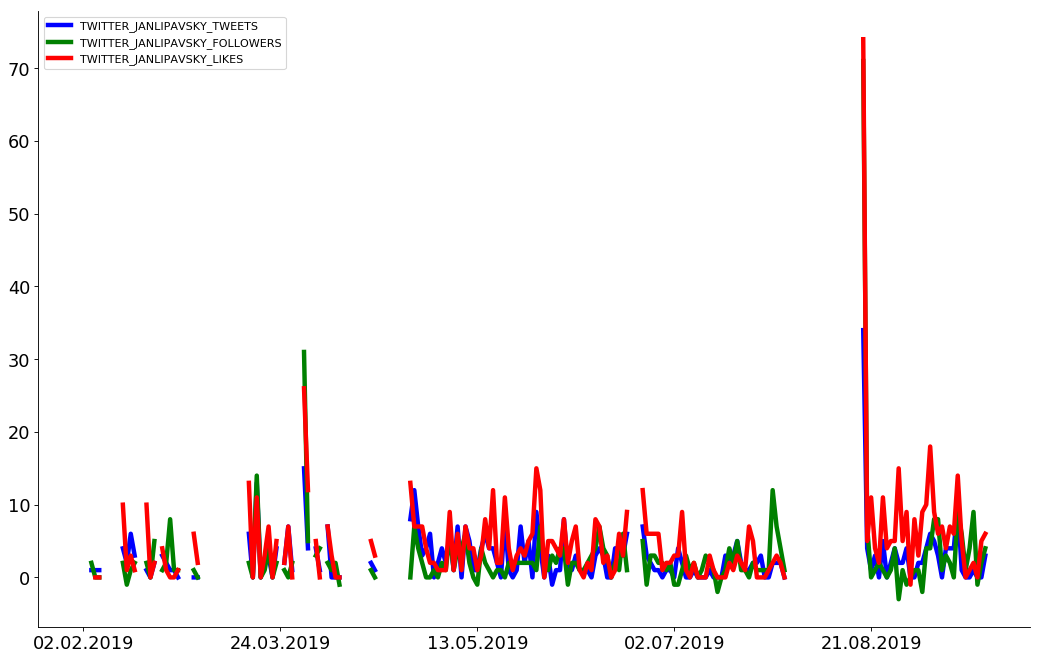 TWITTER_JANLIPAVSKY_TWEETS
TWITTER_JANLIPAVSKY_FOLLOWERS
TWITTER_JANLIPAVSKY_LIKES
70
60
50
40
30
20
10
0
02.02.2019 24.03.2019 13.05.2019 02.07.2019 21.08.2019